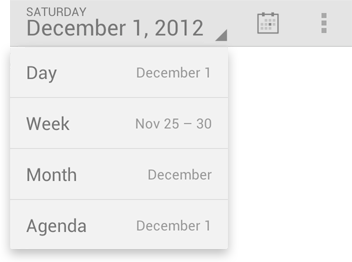 SATURDAY
December 1, 2012
Day December 1
Week Nov 25 – 30
Month December
Agenda December 1